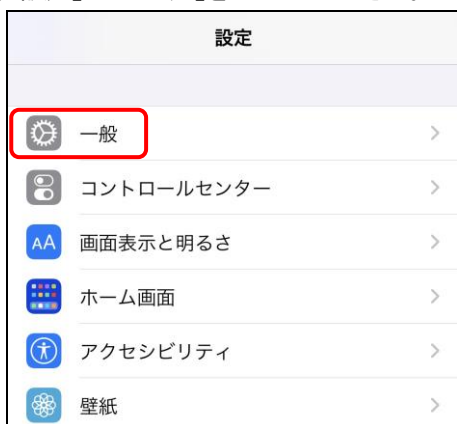 設定
一般
コントロールセンター
AA 画面表示と明るさ
ホーム画面
アクセシビリティ
壁紙